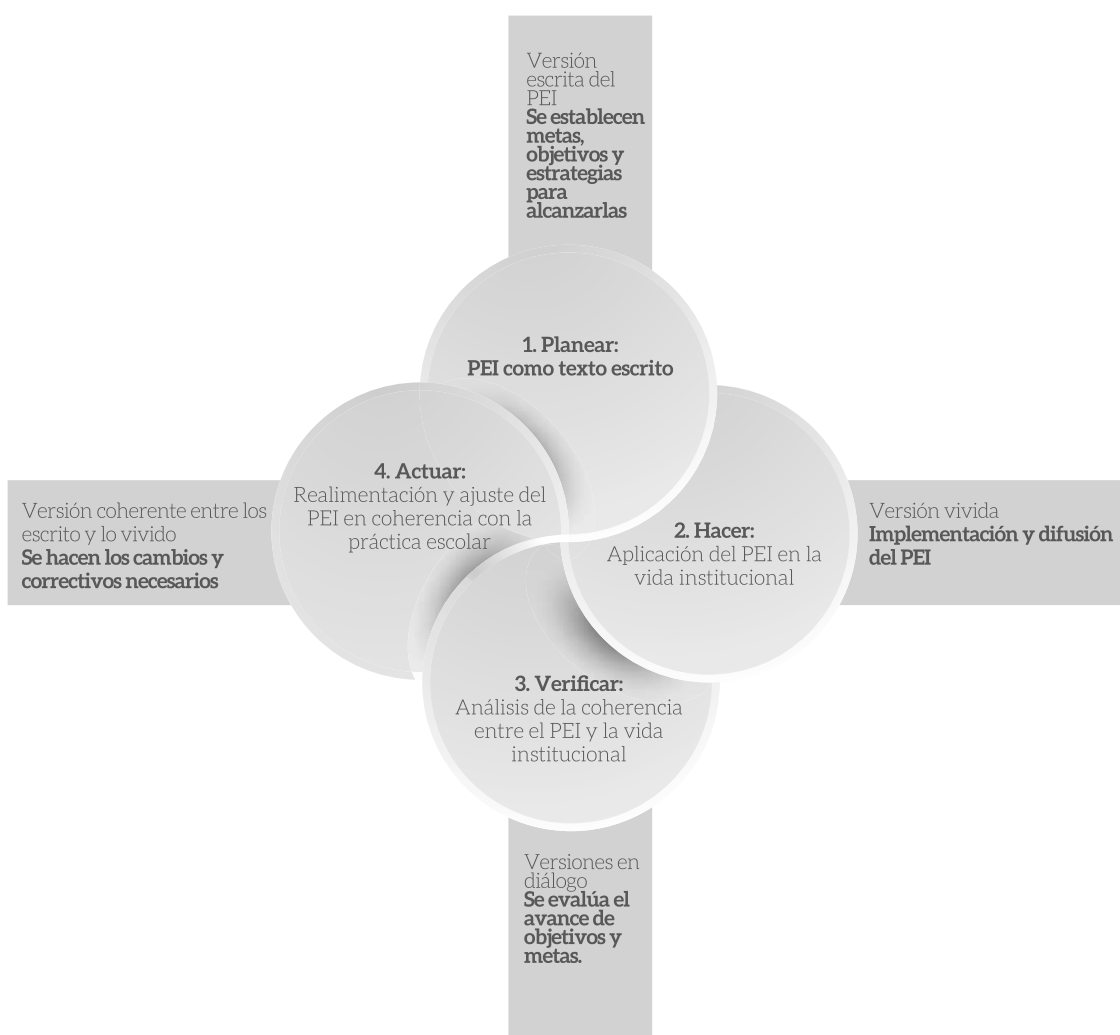 Versión
escrita del
PEI
Se establecen
metas,
objetivos y
estrategias
para
alcanzarlas
1. Planear:
PEI como texto escrito
2. Hacer:
Aplicación del PEI en la
vida institucional
Versión vivida
Implementación y difusión
del PEI
3. Verificar:
Análisis de la coherencia
entre el PEI y la vida
institucional
Versiones en
diálogo
Se evalúa el
avance de
objetivos y
metas.
4. Actuar:
Realimentación y ajuste del
PEI en coherencia con la
práctica escolar
Versión coherente entre los
escrito y lo vivido
Se hacen los cambios y
correctivos necesarios